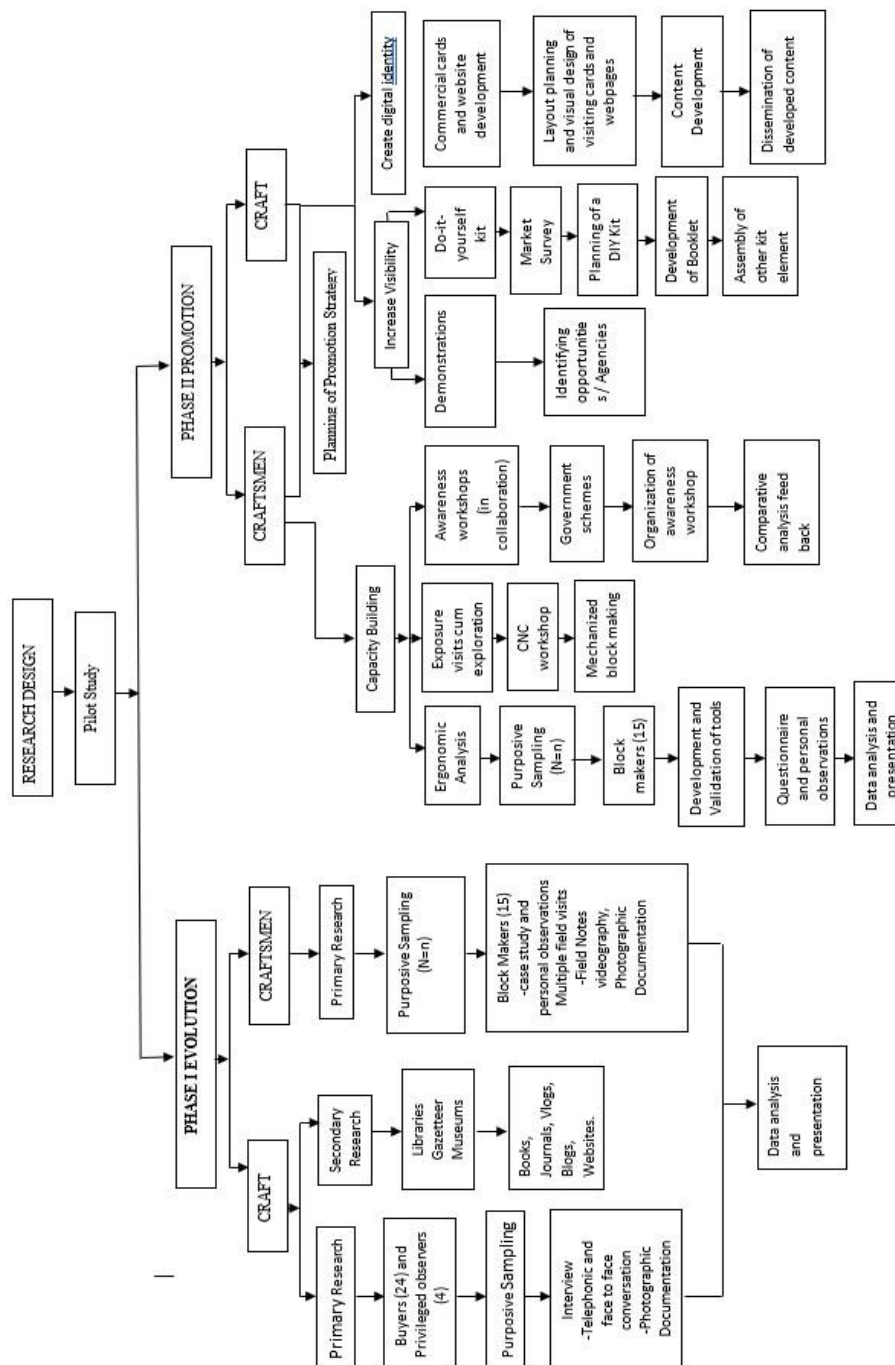 RESEARCH DESIGN
Pilot Study
PHASE I EVOLUTION
CRAFT
Primary Research
Buyers (24) and
Privileged observers
(4)
Purposive Sampling
Interview
-Telephonic and
face to face
conversation
-Photographic
Documentation
Secondary
Research
Libraries
Gazetteer
Museums
Books,
Journals, Vlogs,
Blogs,
Websites.
CRAFTSMEN
Primary Research
Purposive Sampling
(N=n)
Block Makers (15)
-case study and
personal observations
Multiple field visits
-Field Notes
videography,
Photographic
Documentation
Data analysis
and
presentation
PHASE II PROMOTION
CRAFTSMEN
CRAFT
Planning of Promotion Strategy
Capacity Building
Ergonomic
Analysis
Purposive
Sampling
(N=n)
Block
makers (15)
Development and
Validation of tools
Questionnaire
and personal
observations
Data analysis and
presentation
Exposure
visits cum
exploration
CNC
workshop
Mechanized
block making
Awareness
workshops
(in
collaboration)
Government
schemes
Organization of
awareness
workshop
Comparative
analysis feed
back
Increase Visibility
Demonstrations
Identifying
opportunitie
s / Agencies
Do-it-
yourself
kit
Market
Survey
Planning of a
DIY Kit
Development
of Booklet
Assembly of
other kit
element
Create digital identity
Commercial cards
and website
development
Layout planning
and visual design of
visiting cards and
webpages
Content
Development
Dissemination of
developed content